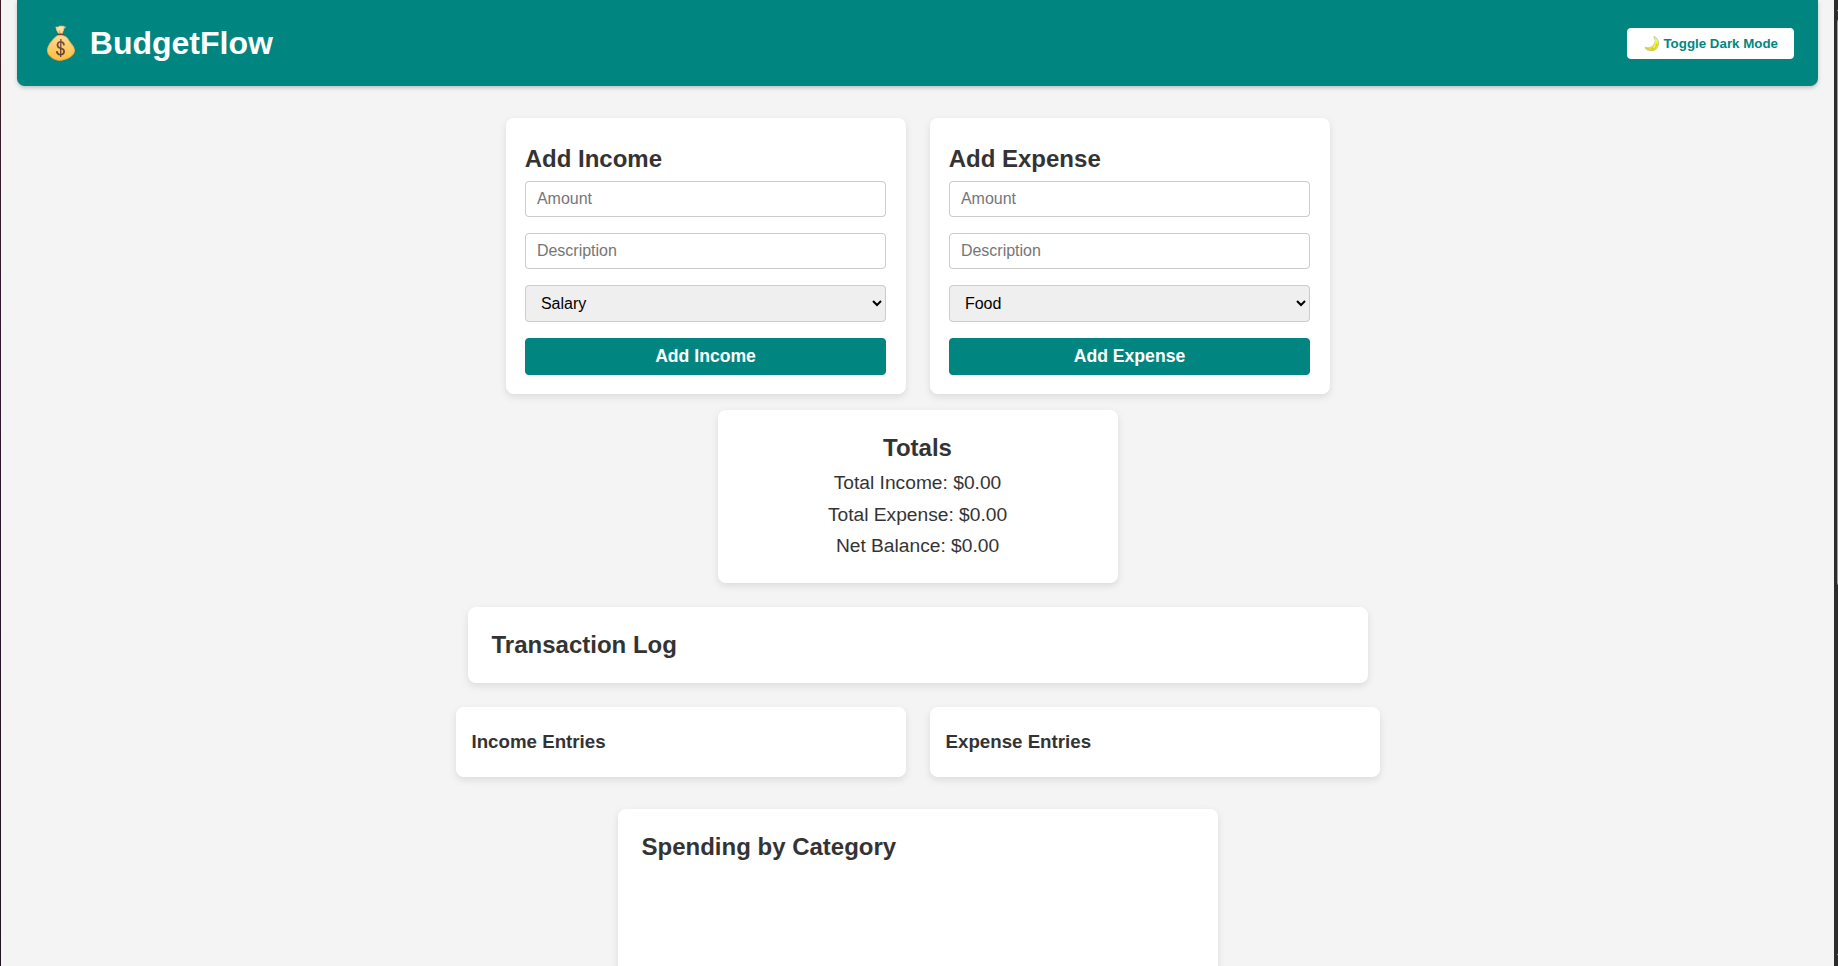 💰 BudgetFlow
🌙 Toggle Dark Mode
Add Income
Amount
Description
Salary
Add Income
Add Expense
Amount
Description
Food
Add Expense
Totals
Total Income: $0.00
Total Expense: $0.00
Net Balance: $0.00
Transaction Log
Income Entries
Expense Entries
Spending by Category